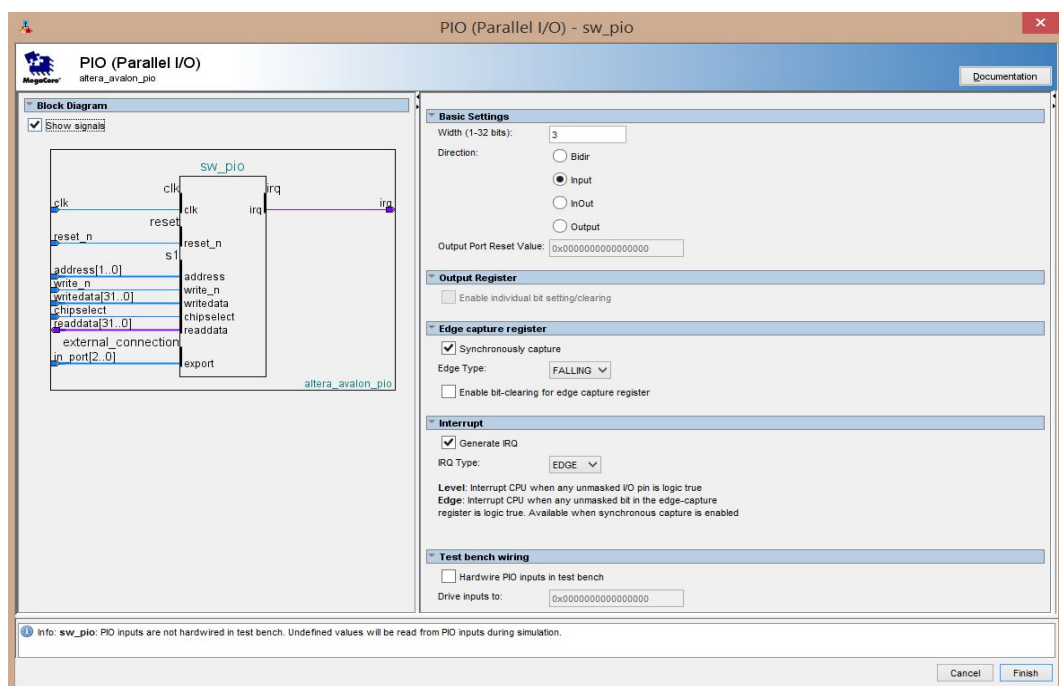 PIO (Parallel I/O) - sw_pio
×
MegaCore'
PIO (Parallel I/O)
altera_avalon_pio
Documentation
Block Diagram
Show signals
sw_pio
clk
irq
clk
clk
irq
irq
reset
reset_n
reset_n
s1
address[1..0]
address
write_n
write_n
writedata[31..0]
writedata
chipselect
chipselect
readdata[31..0]
readdata
external_connection
in_port[2..0]
export
altera_avalon_pio
Basic Settings
Width (1-32 bits): 3
Direction: Bidir
Input
InOut
Output
Output Port Reset Value: 0x0000000000000000
Output Register
Enable individual bit setting/clearing
Edge capture register
Synchronously capture
Edge Type: FALLING
Enable bit-clearing for edge capture register
Interrupt
Generate IRQ
IRQ Type: EDGE
Level: Interrupt CPU when any unmasked I/O pin is logic true
Edge: Interrupt CPU when any unmasked bit in the edge-capture
register is logic true. Available when synchronous capture is enabled
Test bench wiring
Hardwire PIO inputs in test bench
Drive inputs to: 0x0000000000000000
Info: sw_pio: PIO inputs are not hardwired in test bench. Undefined values will be read from PIO inputs during simulation.
Cancel Finish